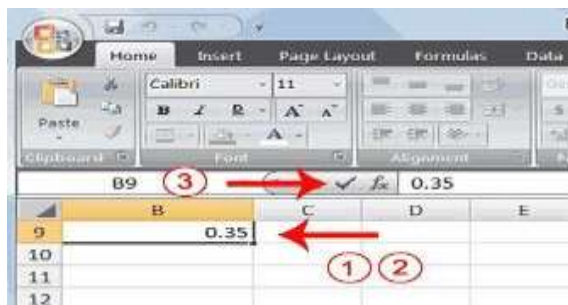 Home Insert Page Layout Formulas Data
Calibri 11
Paste B I U A A
Clipboard Font Alignment
B9 3 fx 0.35
B C D E
9 0.35
10 1 2
11
12